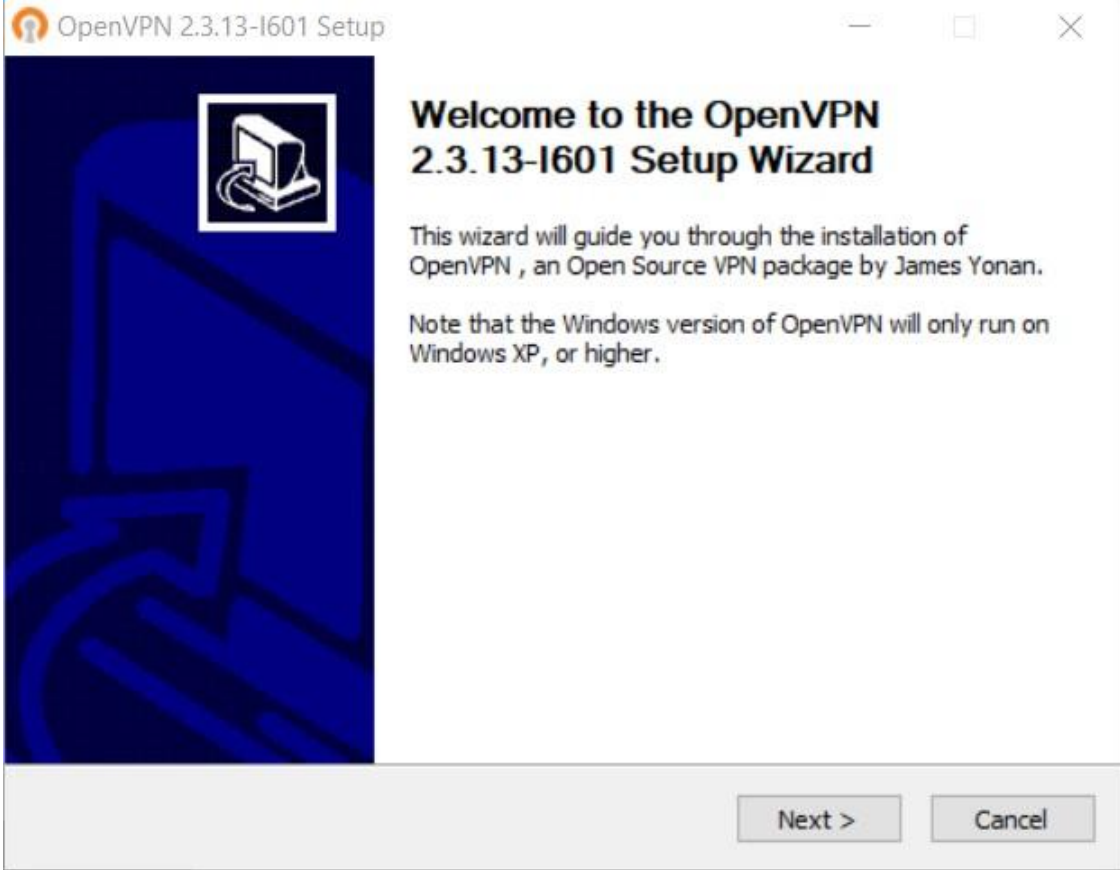 OpenVPN 2.3.13-I601 Setup
Welcome to the OpenVPN
2.3.13-I601 Setup Wizard
This wizard will guide you through the installation of
OpenVPN , an Open Source VPN package by James Yonan.
Note that the Windows version of OpenVPN will only run on
Windows XP, or higher.
Next >
Cancel